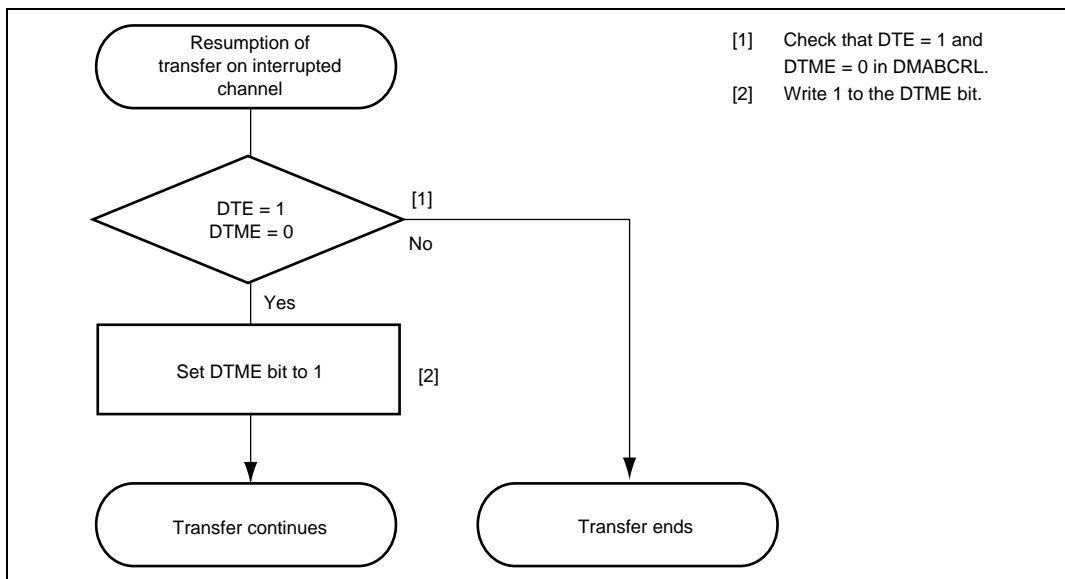 Resumption of
transfer on interrupted
channel
[1] Check that DTE = 1 and
DTME = 0 in DMABCRL.
[2] Write 1 to the DTME bit.
DTE = 1
DTME = 0
[1]
No
Yes
Set DTME bit to 1
[2]
Transfer continues
Transfer ends